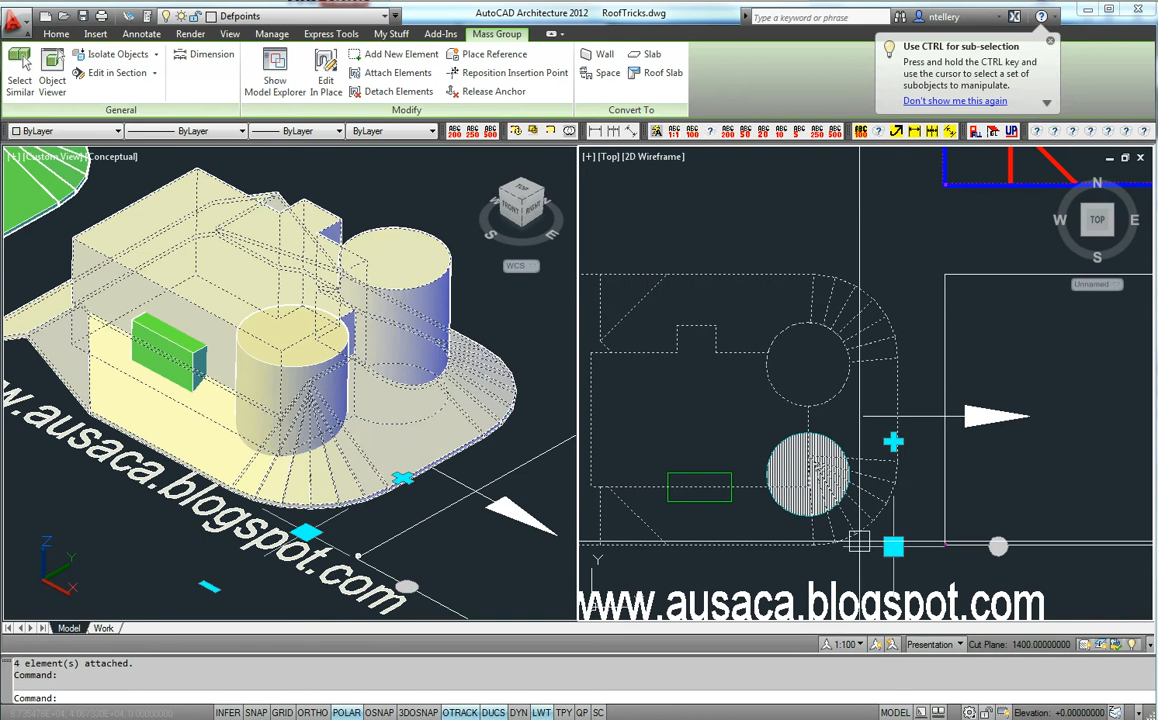 Defpoints
AutoCAD Architecture 2012 RoofTricks.dwg
Type a keyword or phrase
ntellery
Home Insert Annotate Render View Manage Express Tools My Stuff Add-Ins Mass Group
Select Similar
Object Viewer
Isolate Objects
Edit in Section
Dimension
General
Show Model Explorer
Edit In Place
Add New Element
Attach Elements
Detach Elements
Place Reference
Reposition Insertion Point
Release Anchor
Modify
Wall
Slab
Space
Roof Slab
Convert To
Use CTRL for sub-selection
Press and hold the CTRL key and
use the cursor to select a set of
subobjects to manipulate.
Don't show me this again
ByLayer
ByLayer
ByLayer
ByLayer
[+] [Custom View] [Conceptual]
TOP
FRONT
RIGHT
S
E
WCS
www.ausaca.blogspot.com
Z
Y
X
[+] [Top] [2D Wireframe]
N
W
TOP
E
S
Unnamed
Y
www.ausaca.blogspot.com
Model Work
1:100
Presentation
Cut Plane: 1400.00000000
4 element(s) attached.
Command:
Command:
INFER SNAP GRID ORTHO POLAR OSNAP 3DOSNAP OTRACK DUCS DYN LWT TPY QP SC
MODEL
Elevation: +0.00000000